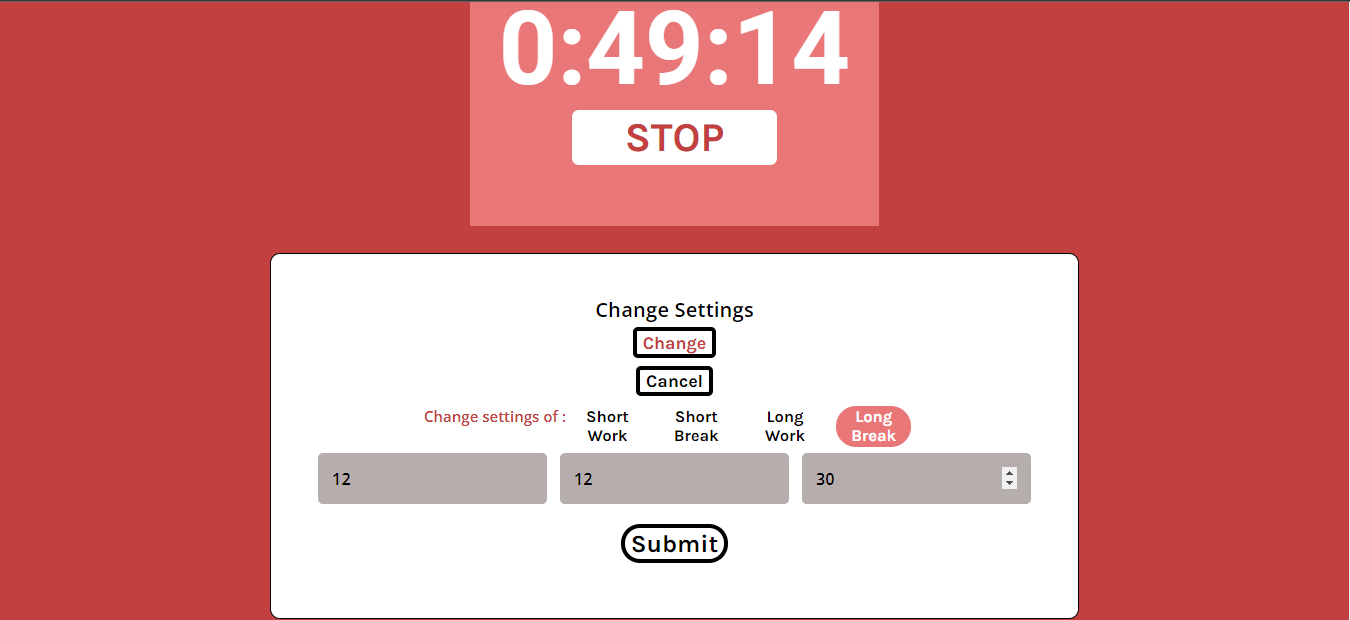 0:49:14
STOP
Change Settings
Change
Cancel
Change settings of :
Short
Work
Short
Break
Long
Work
Long
Break
12
12
30
Submit